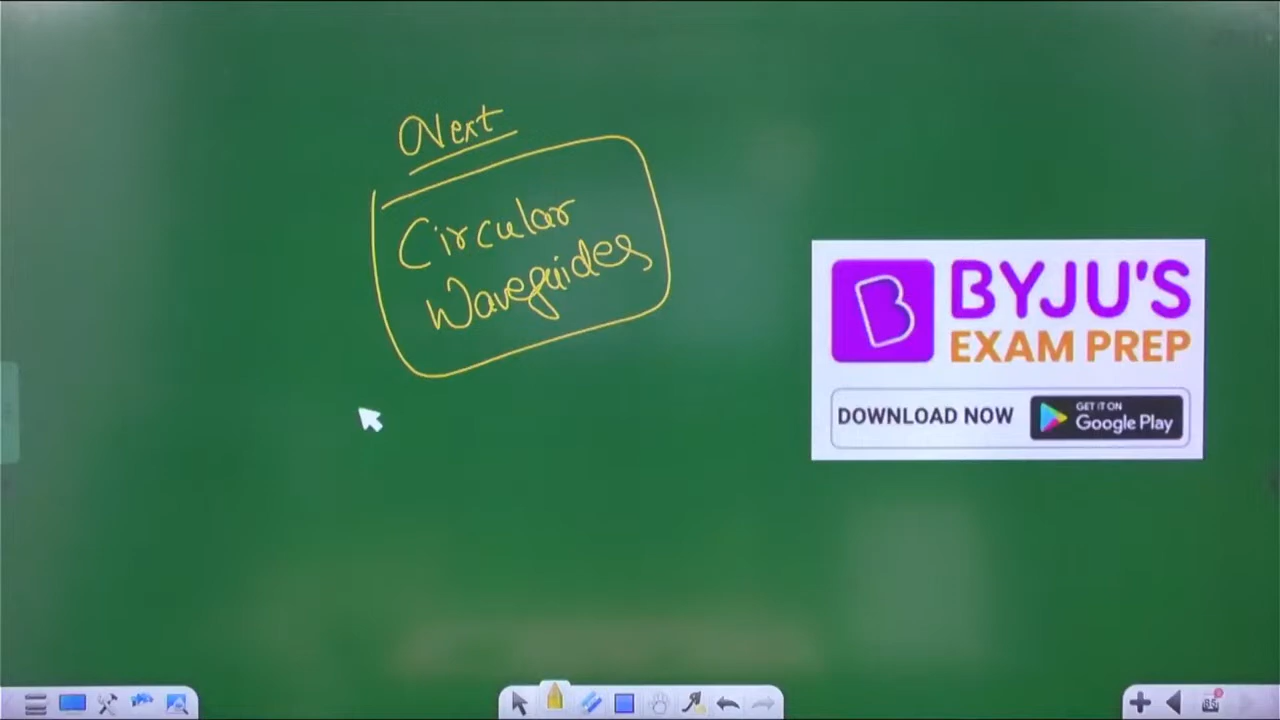 Next
Circular
Waveguides
BYJU'S
EXAM PREP
DOWNLOAD NOW
GET IT ON
Google Play